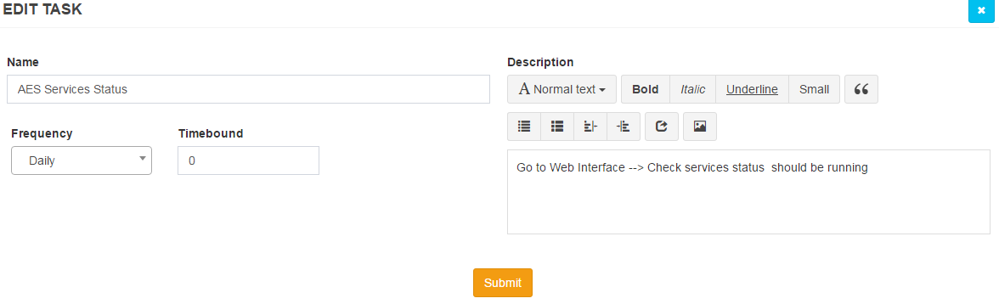 EDIT TASK
Name
AES Services Status
Frequency
Timebound
Daily
0
Description
A Normal text
Bold
Italic
Underline
Small
Go to Web Interface --> Check services status  should be running
Submit